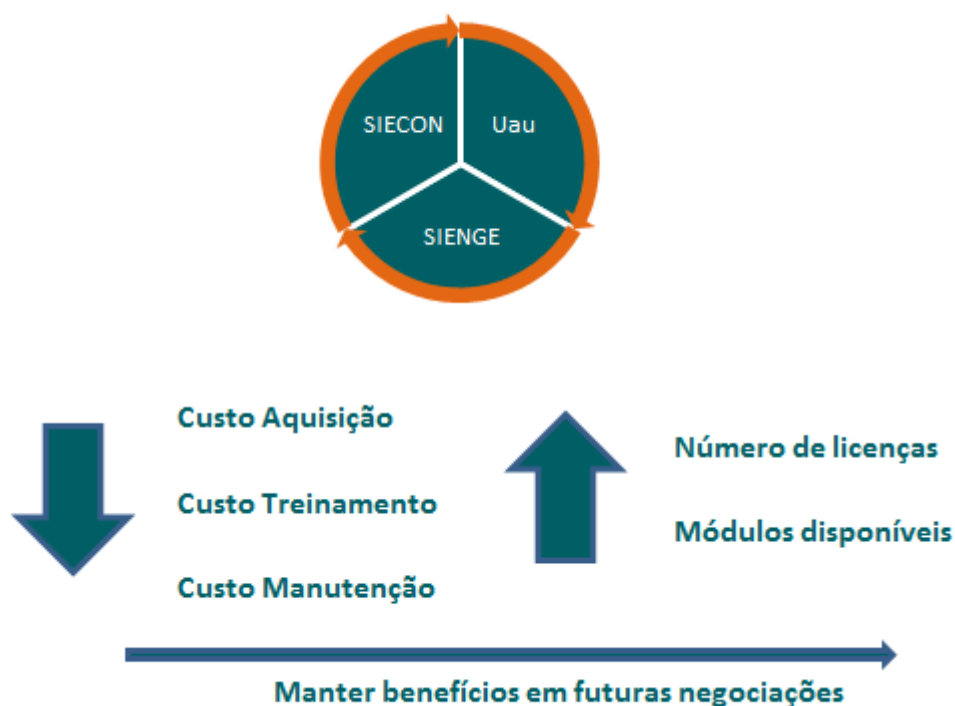 SIECON
Uau
SIENGE
Custo Aquisição
Custo Treinamento
Custo Manutenção
Número de licenças
Módulos disponíveis
Manter benefícios em futuras negociações